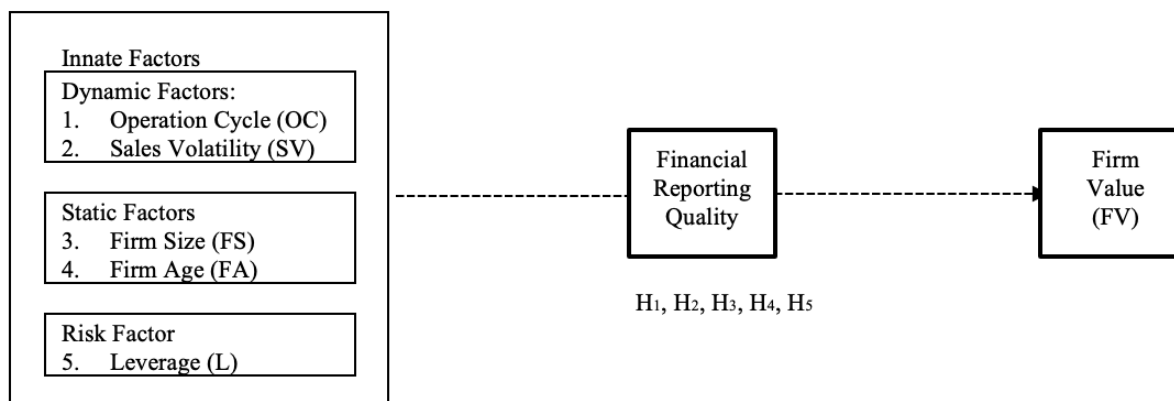 Innate Factors
Dynamic Factors:
1. Operation Cycle (OC)
2. Sales Volatility (SV)
Static Factors
3. Firm Size (FS)
4. Firm Age (FA)
Risk Factor
5. Leverage (L)
Financial
Reporting
Quality
H1, H2, H3, H4, H5
Firm
Value
(FV)